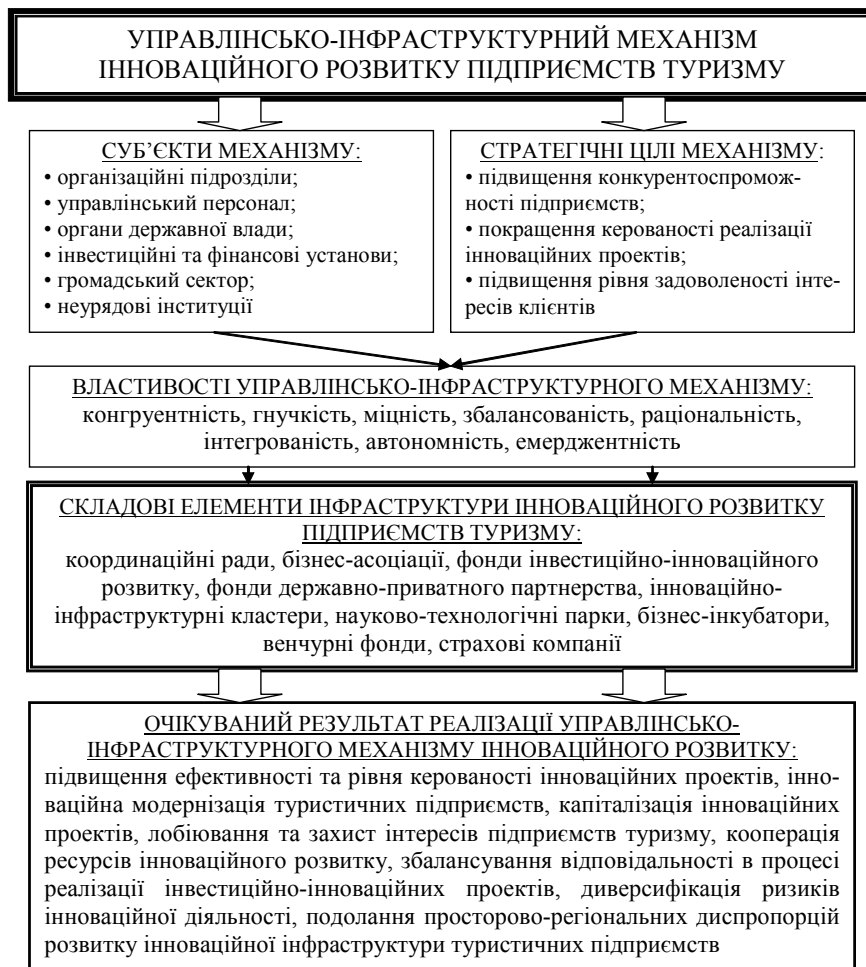 УПРАВЛІНСЬКО-ІНФРАСТРУКТУРНИЙ МЕХАНІЗМ
ІННОВАЦІЙНОГО РОЗВИТКУ ПІДПРИЄМСТВ ТУРИЗМУ
СУБ’ЄКТИ МЕХАНІЗМУ:
• організаційні підрозділи;
• управлінський персонал;
• органи державної влади;
• інвестиційні та фінансові установи;
• громадський сектор;
• неурядові інституції
СТРАТЕГІЧНІ ЦІЛІ МЕХАНІЗМУ:
• підвищення конкурентоспромож-
ності підприємств;
• покращення керованості реалізації
інноваційних проектів;
• підвищення рівня задоволеності інте-
ресів клієнтів
ВЛАСТИВОСТІ УПРАВЛІНСЬКО-ІНФРАСТРУКТУРНОГО МЕХАНІЗМУ:
конгруентність, гнучкість, міцність, збалансованість, раціональність,
інтегрованість, автономність, емерджентність
СКЛАДОВІ ЕЛЕМЕНТИ ІНФРАСТРУКТУРИ ІННОВАЦІЙНОГО РОЗВИТКУ
ПІДПРИЄМСТВ ТУРИЗМУ:
координаційні ради, бізнес-асоціації, фонди інвестиційно-інноваційного
розвитку, фонди державно-приватного партнерства, інноваційно-
інфраструктурні кластери, науково-технологічні парки, бізнес-інкубатори,
венчурні фонди, страхові компанії
ОЧІКУВАНИЙ РЕЗУЛЬТАТ РЕАЛІЗАЦІЇ УПРАВЛІНСЬКО-
ІНФРАСТРУКТУРНОГО МЕХАНІЗМУ ІННОВАЦІЙНОГО РОЗВИТКУ:
підвищення ефективності та рівня керованості інноваційних проектів, інно-
ваційна модернізація туристичних підприємств, капіталізація інноваційних
проектів, лобіювання та захист інтересів підприємств туризму, кооперація
ресурсів інноваційного розвитку, збалансування відповідальності в процесі
реалізації інвестиційно-інноваційних проектів, диверсифікація ризиків
інноваційної діяльності, подолання просторово-регіональних диспропорцій
розвитку інноваційної інфраструктури туристичних підприємств